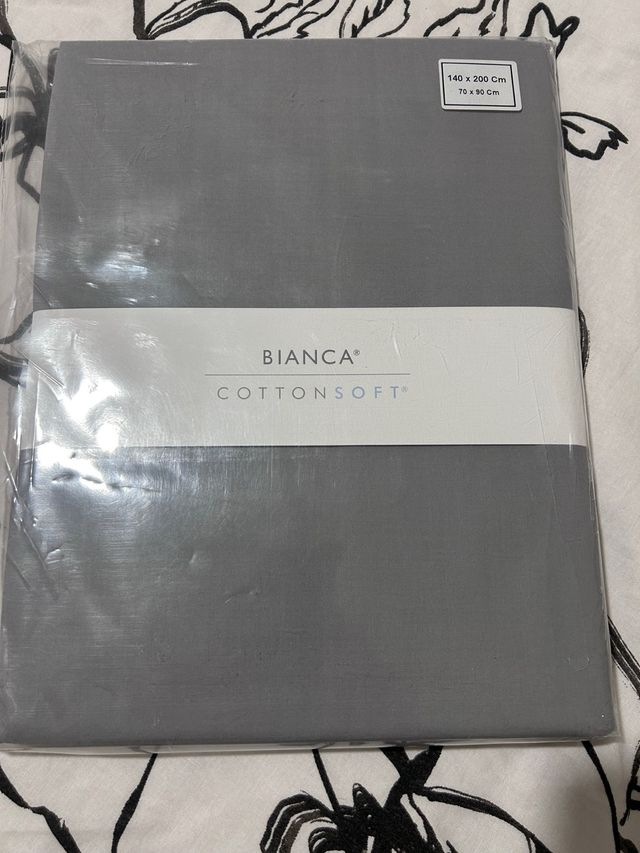 140 x 200 Cm
70 x 90 Cm
BIANCA®
COTTONSOFT®